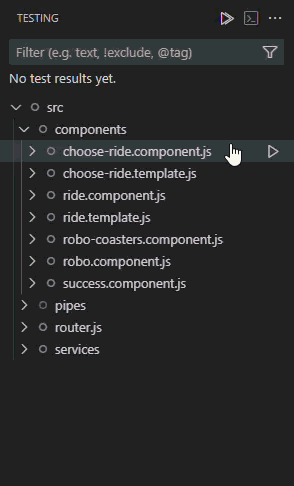 TESTING
Filter (e.g. text, !exclude, @tag)
No test results yet.
src
components
choose-ride.component.js
choose-ride.template.js
ride.component.js
ride.template.js
robo-coasters.component.js
robo.component.js
success.component.js
pipes
router.js
services